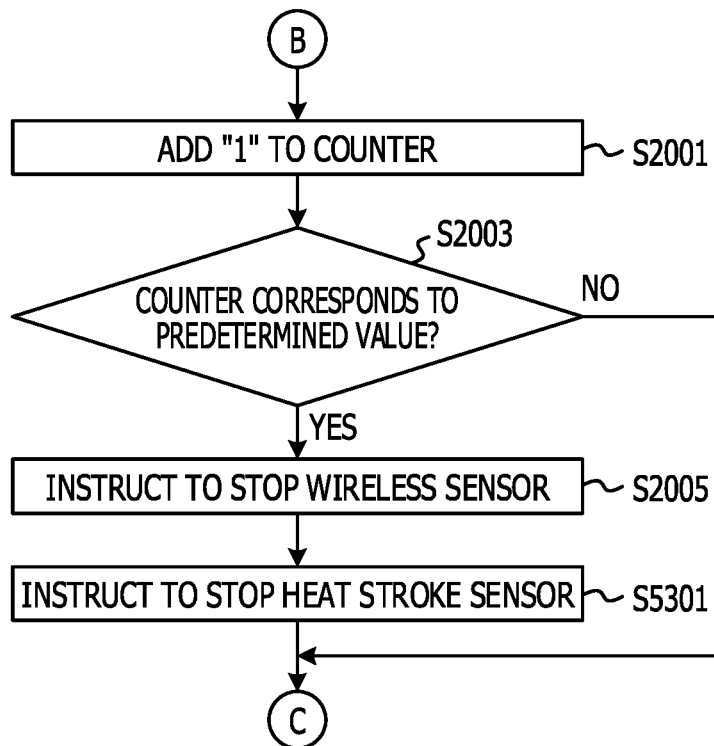 B
ADD "1" TO COUNTER
S2001
S2003
COUNTER CORRESPONDS TO
PREDETERMINED VALUE?
NO
YES
INSTRUCT TO STOP WIRELESS SENSOR
S2005
INSTRUCT TO STOP HEAT STROKE SENSOR
S5301
C